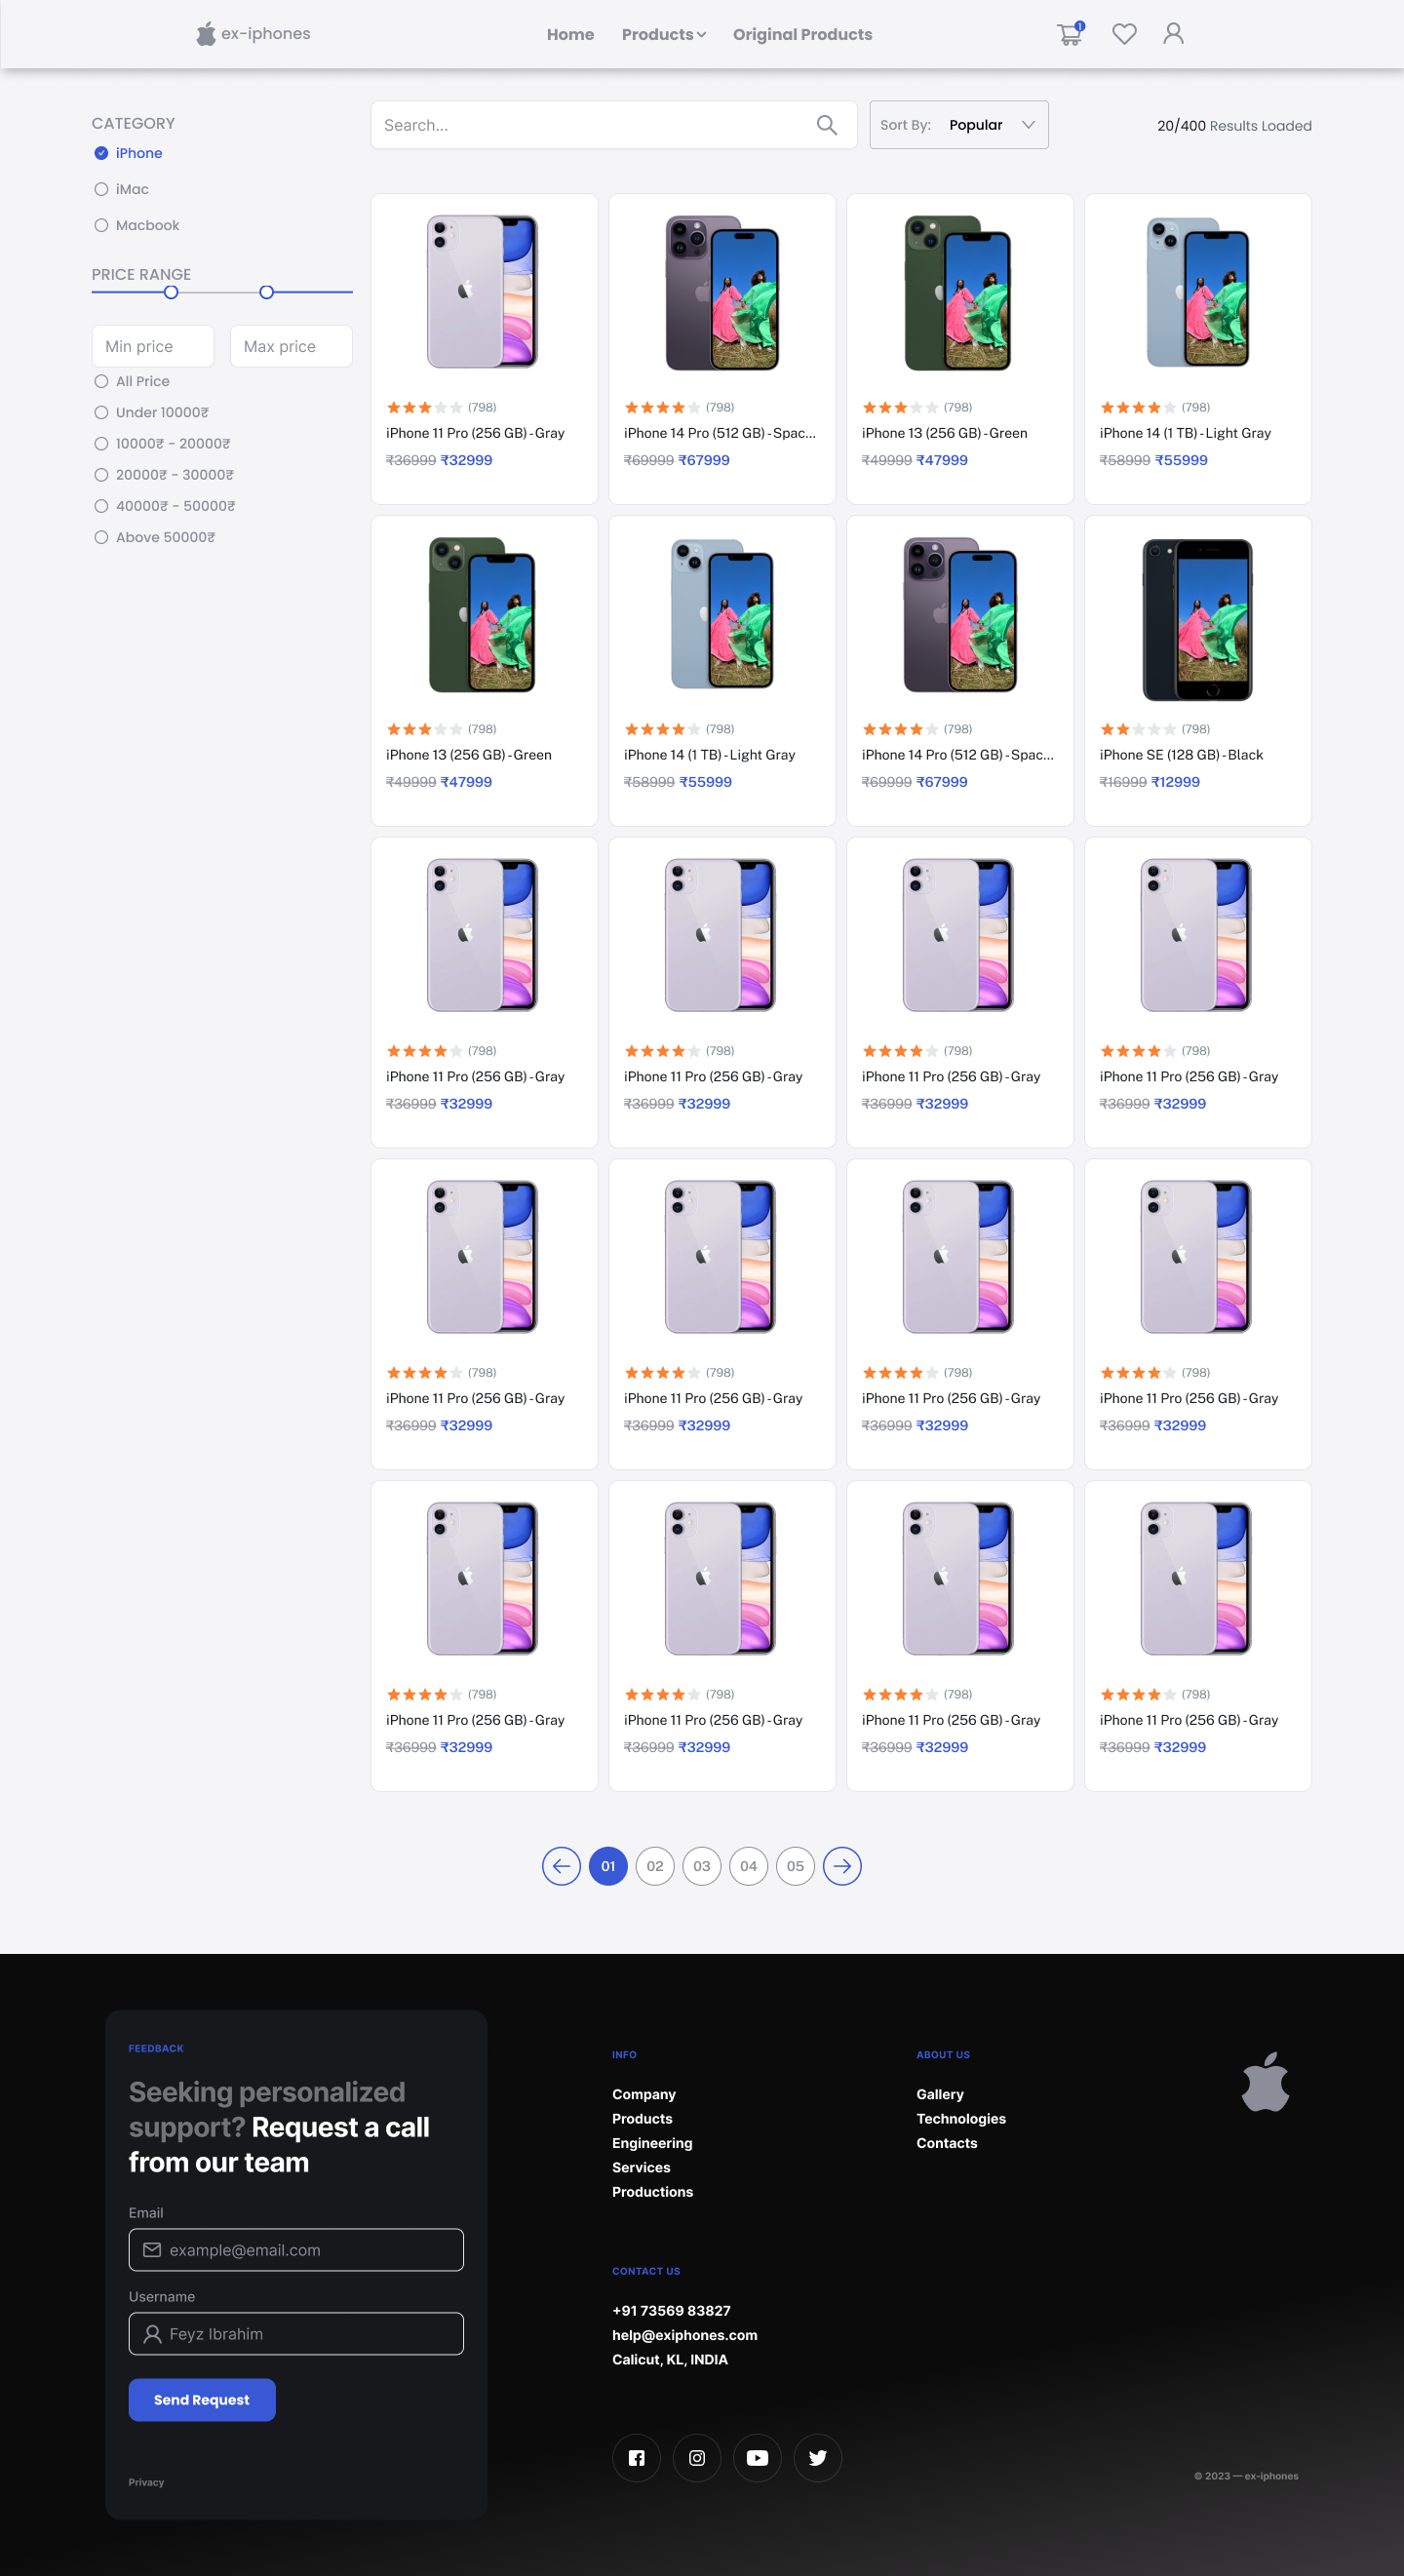 ex-iphones
Home Products Original Products
1
CATEGORY
iPhone
iMac
Macbook
PRICE RANGE
Min price Max price
All Price
Under 10000₹
10000₹ - 20000₹
20000₹ - 30000₹
40000₹ - 50000₹
Above 50000₹
Search...
Sort By: Popular
20/400 Results Loaded
(798) (798) (798) (798)
iPhone 11 Pro (256 GB) - Gray iPhone 14 Pro (512 GB) - Spac... iPhone 13 (256 GB) - Green iPhone 14 (1 TB) - Light Gray
₹36999 ₹32999 ₹69999 ₹67999 ₹49999 ₹47999 ₹58999 ₹55999
(798) (798) (798) (798)
iPhone 13 (256 GB) - Green iPhone 14 (1 TB) - Light Gray iPhone 14 Pro (512 GB) - Spac... iPhone SE (128 GB) - Black
₹49999 ₹47999 ₹58999 ₹55999 ₹69999 ₹67999 ₹16999 ₹12999
(798) (798) (798) (798)
iPhone 11 Pro (256 GB) - Gray iPhone 11 Pro (256 GB) - Gray iPhone 11 Pro (256 GB) - Gray iPhone 11 Pro (256 GB) - Gray
₹36999 ₹32999 ₹36999 ₹32999 ₹36999 ₹32999 ₹36999 ₹32999
(798) (798) (798) (798)
iPhone 11 Pro (256 GB) - Gray iPhone 11 Pro (256 GB) - Gray iPhone 11 Pro (256 GB) - Gray iPhone 11 Pro (256 GB) - Gray
₹36999 ₹32999 ₹36999 ₹32999 ₹36999 ₹32999 ₹36999 ₹32999
(798) (798) (798) (798)
iPhone 11 Pro (256 GB) - Gray iPhone 11 Pro (256 GB) - Gray iPhone 11 Pro (256 GB) - Gray iPhone 11 Pro (256 GB) - Gray
₹36999 ₹32999 ₹36999 ₹32999 ₹36999 ₹32999 ₹36999 ₹32999
01 02 03 04 05
FEEDBACK
Seeking personalized
support? Request a call
from our team
Email
example@email.com
Username
Feyz Ibrahim
Send Request
Privacy
INFO
Company
Products
Engineering
Services
Productions
ABOUT US
Gallery
Technologies
Contacts
CONTACT US
+91 73569 83827
help@exiphones.com
Calicut, KL, INDIA
© 2023 — ex-iphones